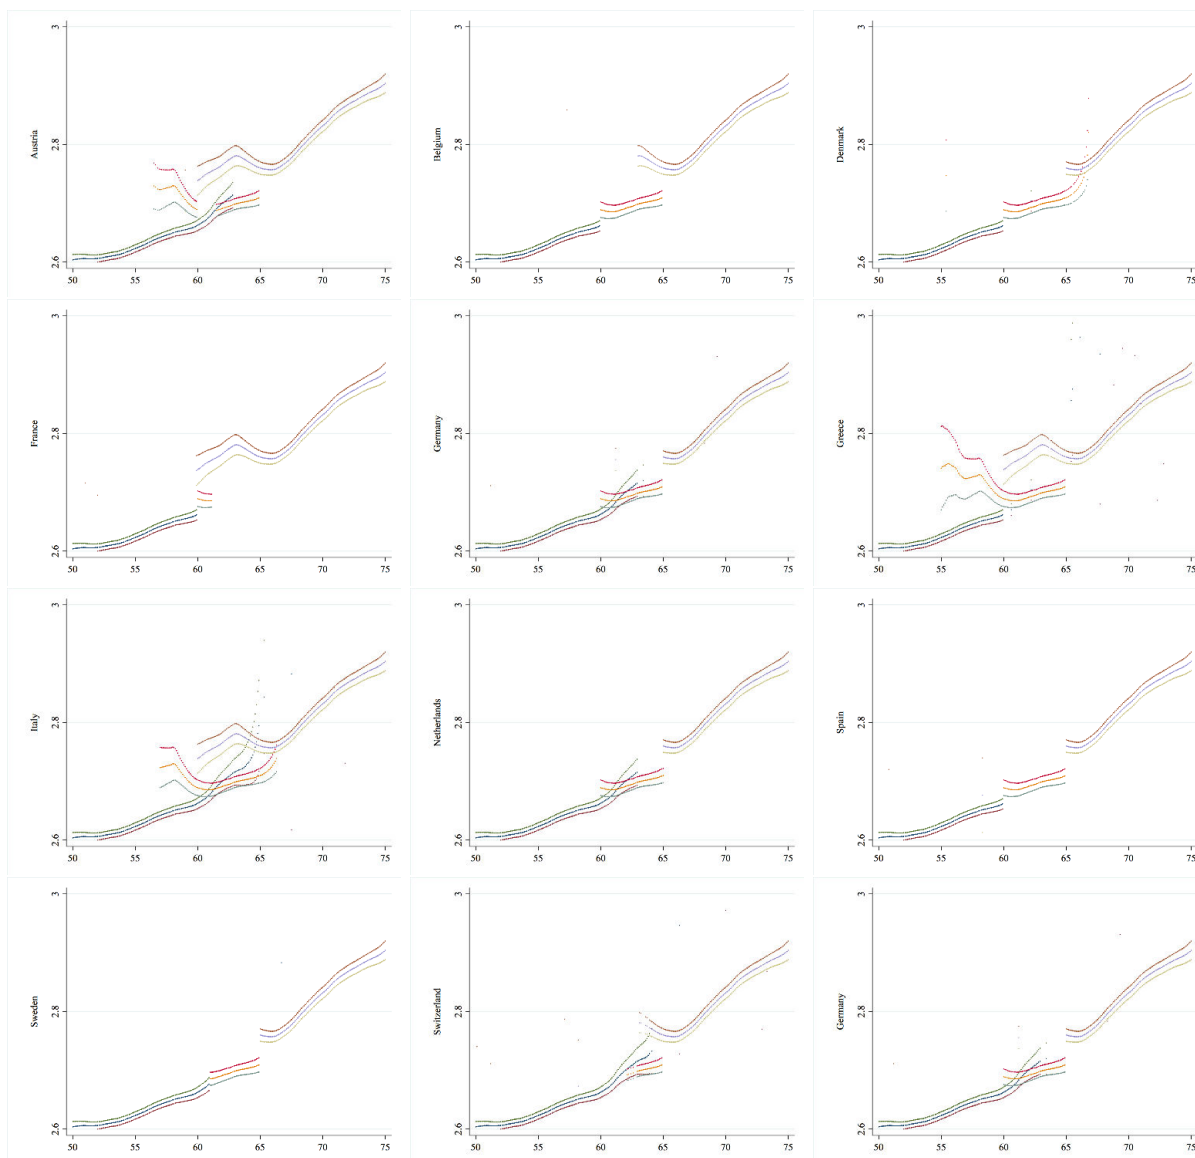 3 3 3
2.8 2.8 2.8
Austria Belgium Denmark
2.6 2.6 2.6
50 55 60 65 70 75 50 55 60 65 70 75 50 55 60 65 70 75
3 3 3
2.8 2.8 2.8
France Germany Greece
2.6 2.6 2.6
50 55 60 65 70 75 50 55 60 65 70 75 50 55 60 65 70 75
3 3 3
2.8 2.8 2.8
Italy Netherlands Spain
2.6 2.6 2.6
50 55 60 65 70 75 50 55 60 65 70 75 50 55 60 65 70 75
3 3 3
2.8 2.8 2.8
Sweden Switzerland Germany
2.6 2.6 2.6
50 55 60 65 70 75 50 55 60 65 70 75 50 55 60 65 70 75